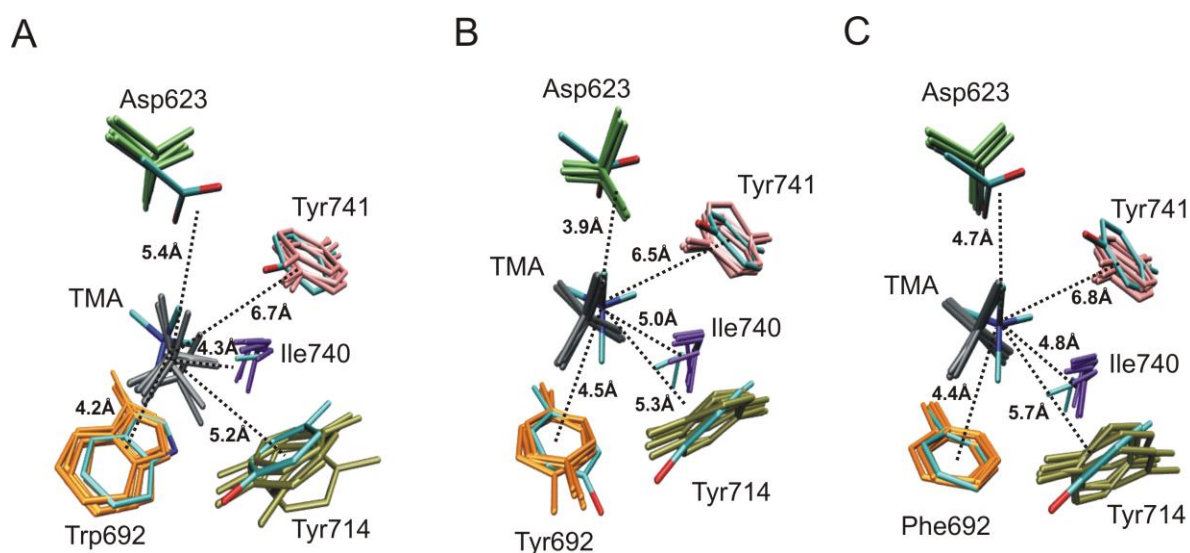 A
Asp623
5.4Å
Tyr741
TMA
6.7Å
4.3Å
Ile740
4.2Å
5.2Å
Trp692
Tyr714
B
Asp623
3.9Å
Tyr741
6.5Å
TMA
5.0Å
Ile740
4.5Å
5.3Å
Tyr714
Tyr692
C
Asp623
4.7Å
Tyr741
TMA
6.8Å
4.8Å
Ile740
4.4Å
5.7Å
Phe692
Tyr714